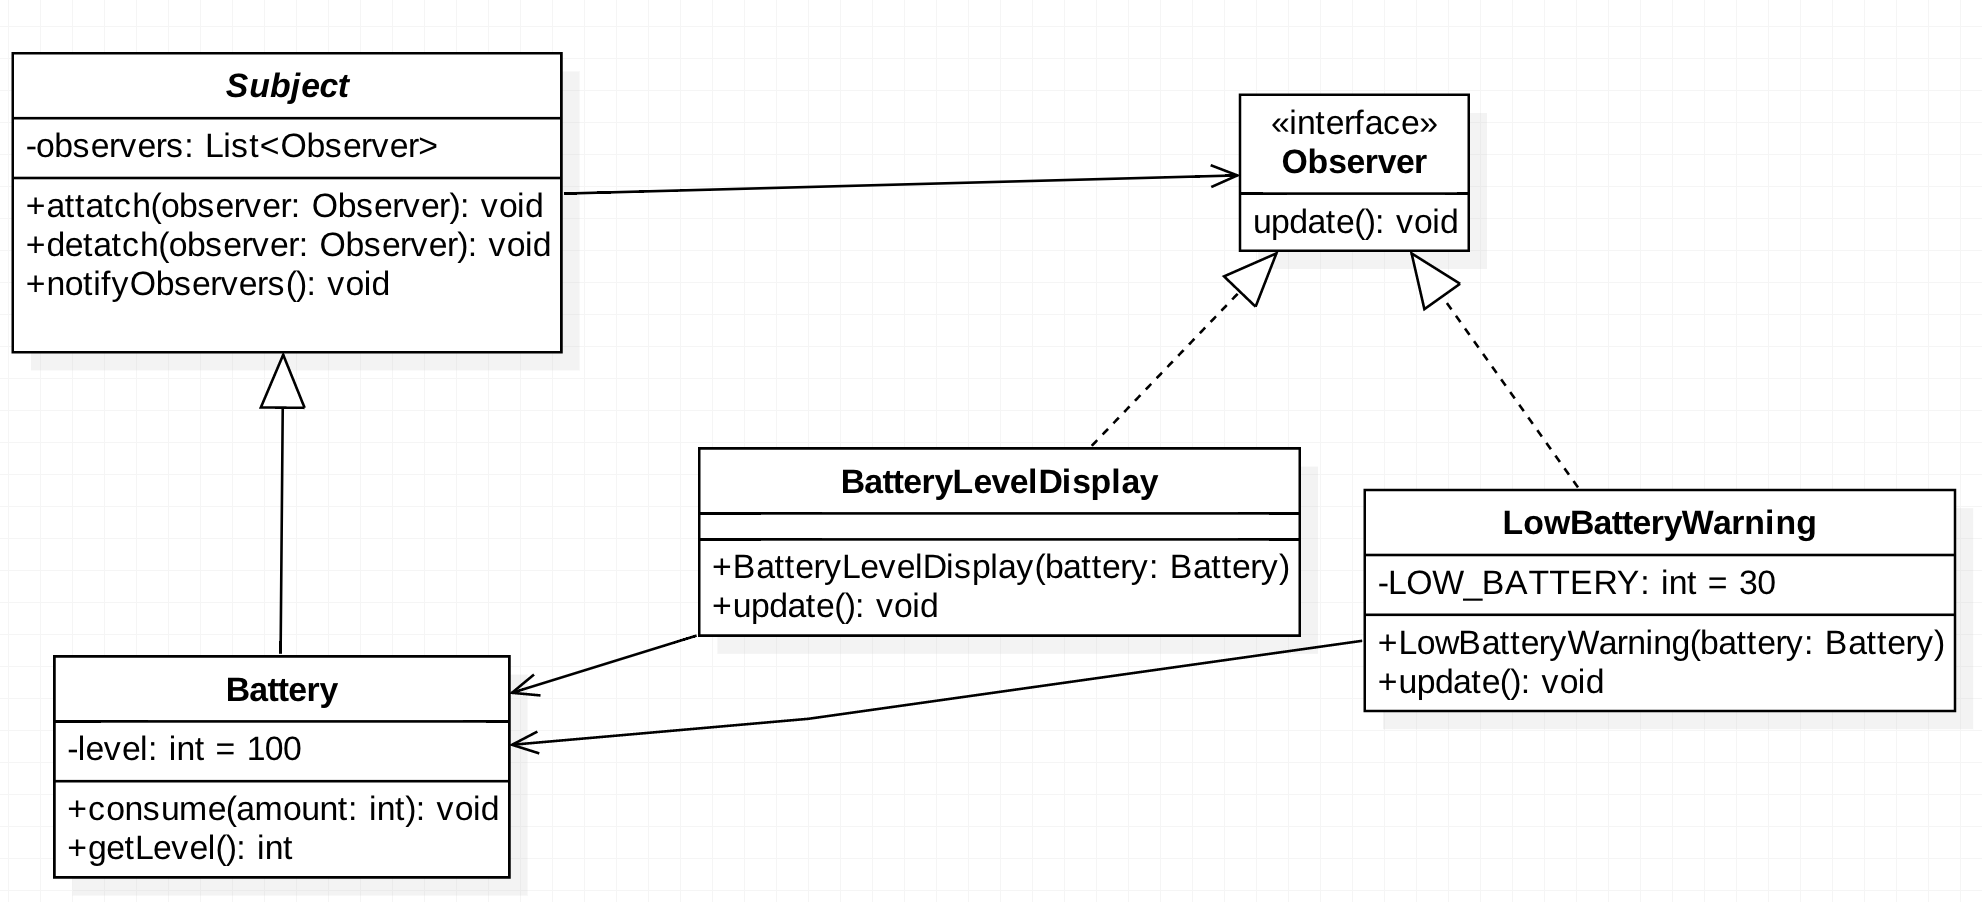 Subject
-observers: List<Observer>
+attatch(observer: Observer): void
+detatch(observer: Observer): void
+notifyObservers(): void
«interface»
Observer
update(): void
BatteryLevelDisplay
+BatteryLevelDisplay(battery: Battery)
+update(): void
LowBatteryWarning
-LOW_BATTERY: int = 30
+LowBatteryWarning(battery: Battery)
+update(): void
Battery
-level: int = 100
+consume(amount: int): void
+getLevel(): int